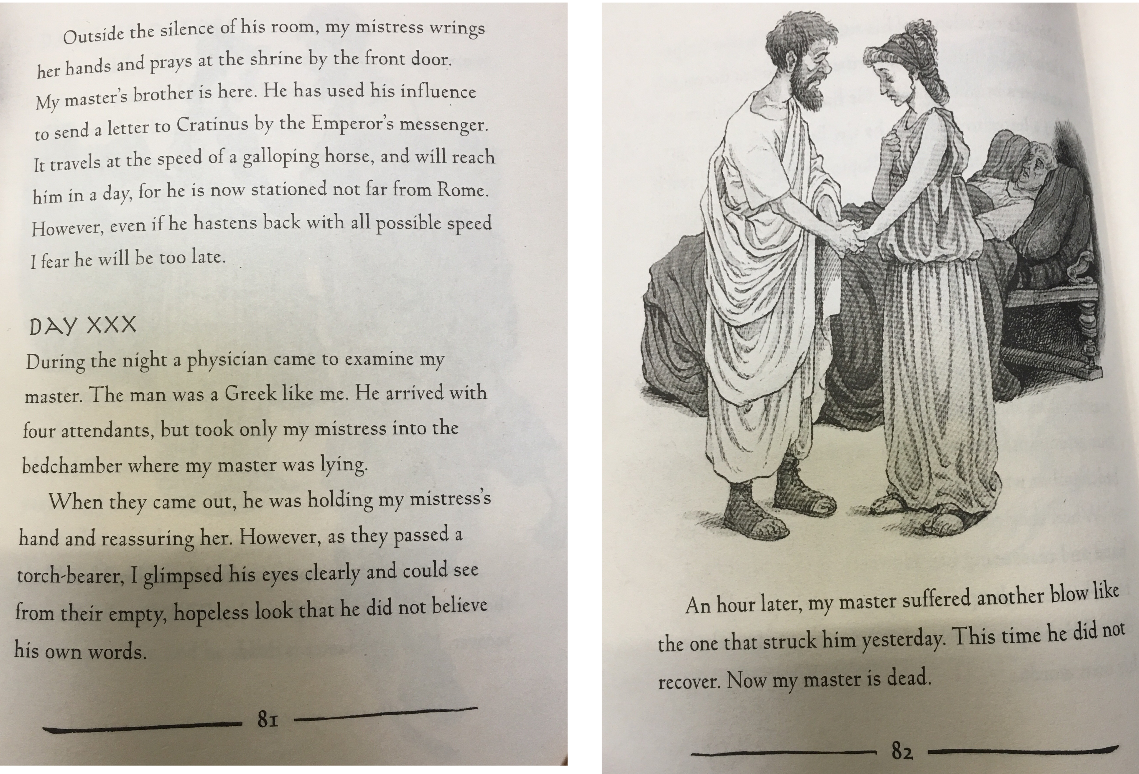 Outside the silence of his room, my mistress wrings
her hands and prays at the shrine by the front door.
My master's brother is here. He has used his influence
to send a letter to Cratinus by the Emperor's messenger.
It travels at the speed of a galloping horse, and will reach
him in a day, for he is now stationed not far from Rome.
However, even if he hastens back with all possible speed
I fear he will be too late.
DAY XXX
During the night a physician came to examine my
master. The man was a Greek like me. He arrived with
four attendants, but took only my mistress into the
bedchamber where my master was lying.
When they came out, he was holding my mistress's
hand and reassuring her. However, as they passed a
torch-bearer, I glimpsed his eyes clearly and could see
from their empty, hopeless look that he did not believe
his own words.
81
An hour later, my master suffered another blow like
the one that struck him yesterday. This time he did not
recover. Now my master is dead.
82